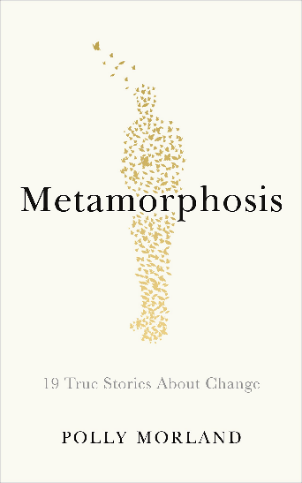 Metamorphosis
19 True Stories About Change
POLLY MORLAND